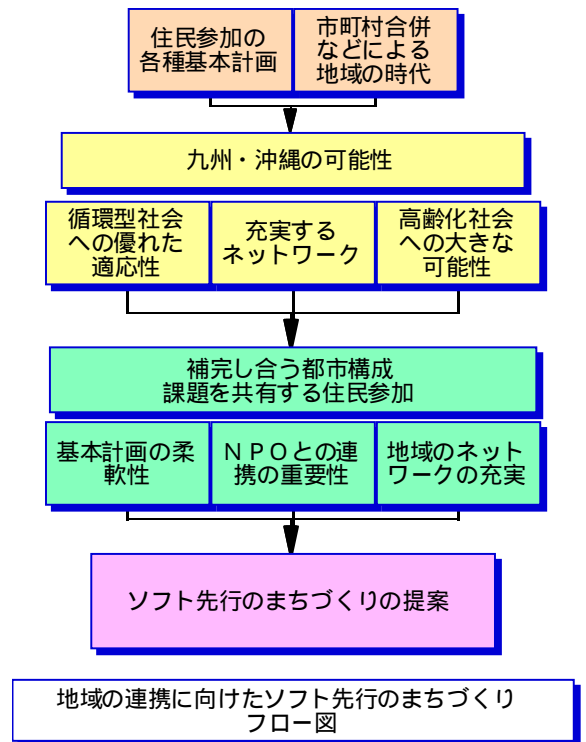 住民参加の
各種基本計画
市町村合併
などによる
地域の時代
九州・沖縄の可能性
循環型社会
への優れた
適応性
充実する
ネットワーク
高齢化社会
への大きな
可能性
補完し合う都市構成
課題を共有する住民参加
基本計画の柔
軟性
ＮＰＯとの連
携の重要性
地域のネット
ワークの充実
ソフト先行のまちづくりの提案
地域の連携に向けたソフト先行のまちづくり
フロー図